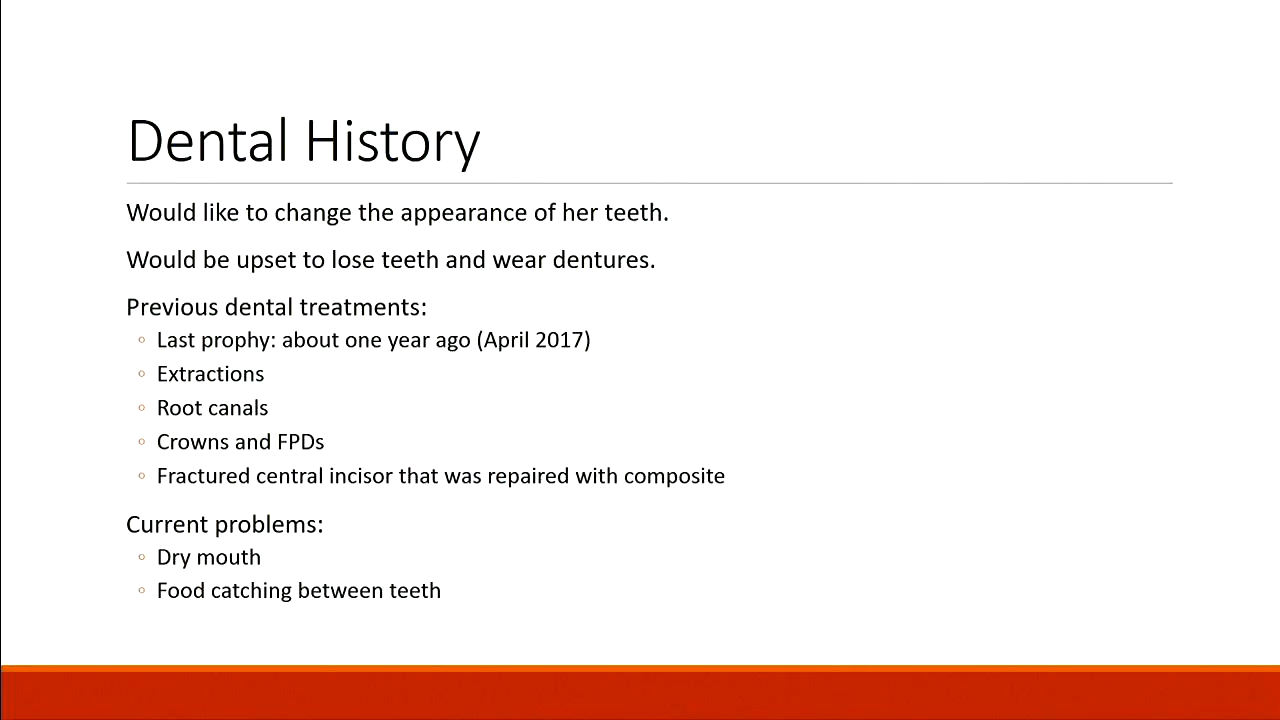 Dental History
Would like to change the appearance of her teeth.
Would be upset to lose teeth and wear dentures.
Previous dental treatments:
◦ Last prophy: about one year ago (April 2017)
◦ Extractions
◦ Root canals
◦ Crowns and FPDs
◦ Fractured central incisor that was repaired with composite
Current problems:
◦ Dry mouth
◦ Food catching between teeth